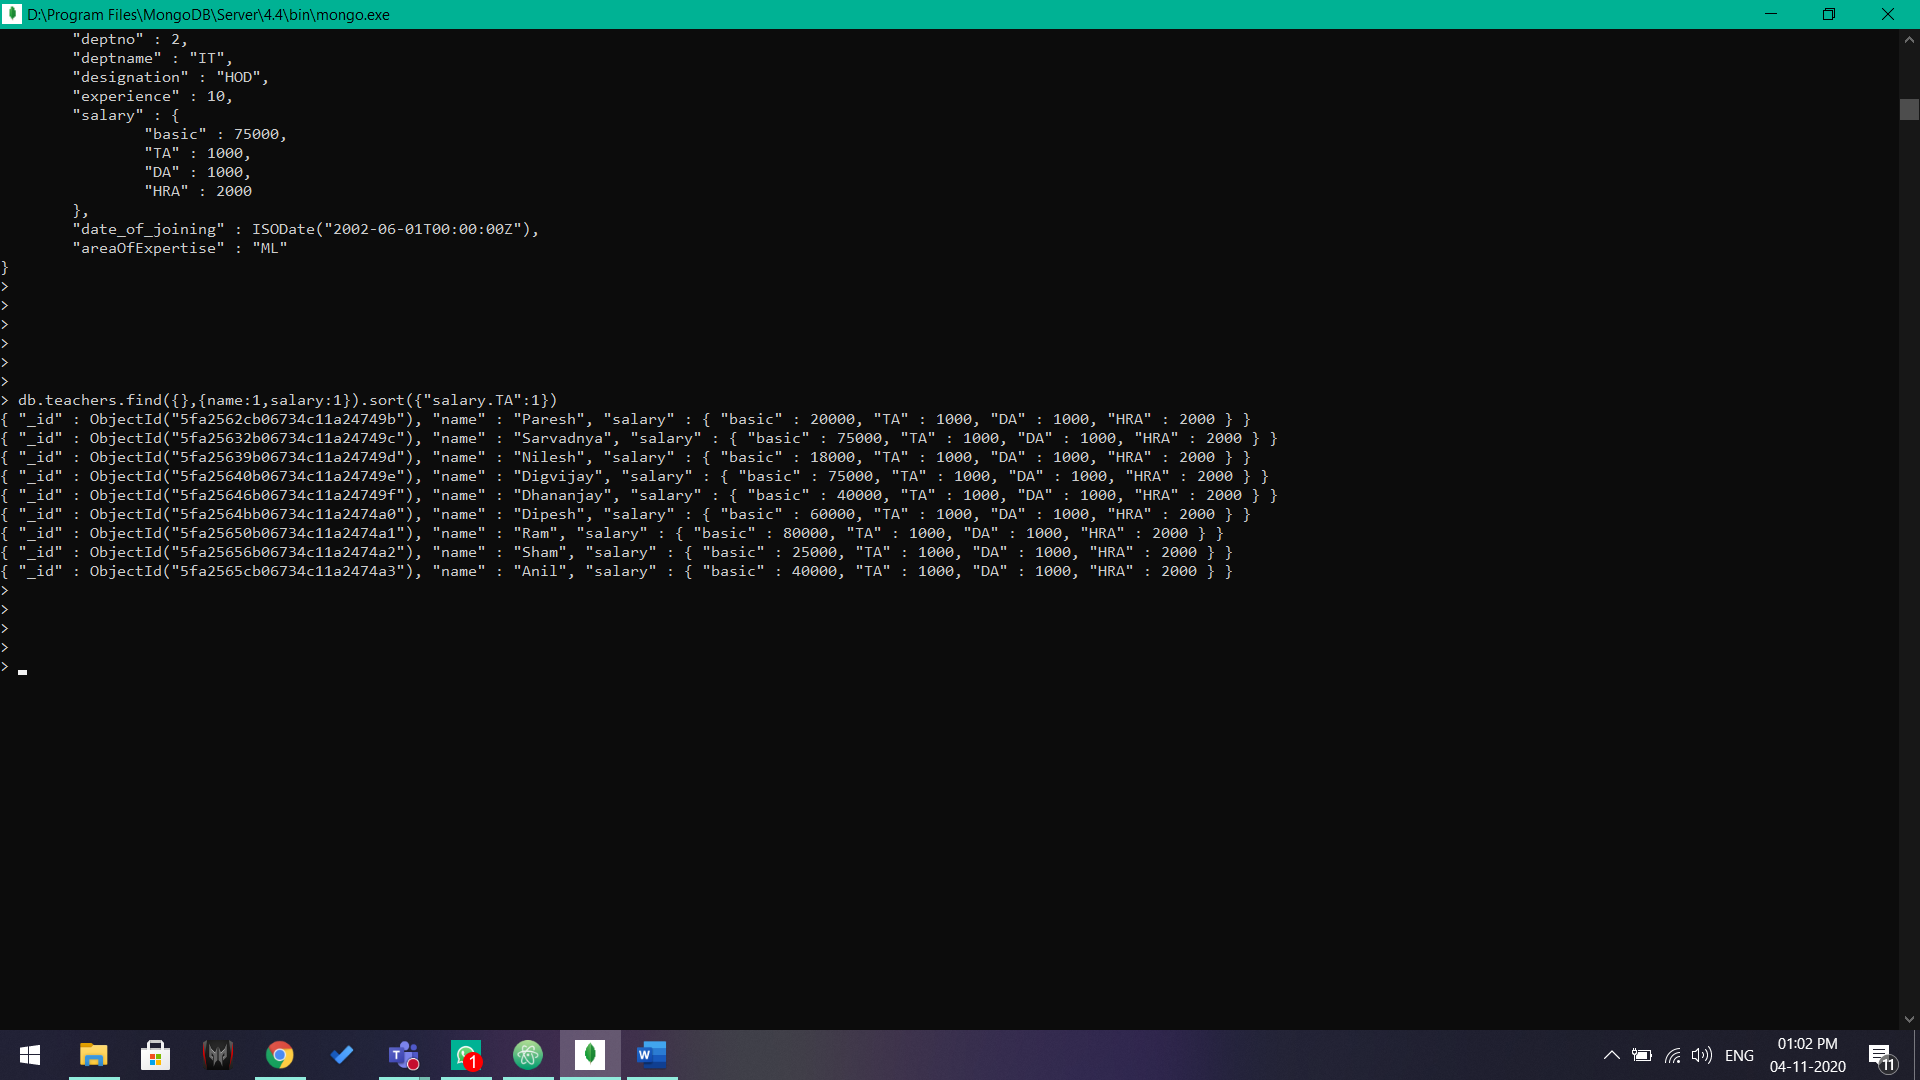 D:\Program Files\MongoDB\Server\4.4\bin\mongo.exe
"deptno" : 2,
"deptname" : "IT",
"designation" : "HOD",
"experience" : 10,
"salary" : {
"basic" : 75000,
"TA" : 1000,
"DA" : 1000,
"HRA" : 2000
},
"date_of_joining" : ISODate("2002-06-01T00:00:00Z"),
"areaOfExpertise" : "ML"
}
>
>
>
>
>
>
> db.teachers.find({},{name:1,salary:1}).sort({"salary.TA":1})
{ "_id" : ObjectId("5fa2562cb06734c11a24749b"), "name" : "Paresh", "salary" : { "basic" : 20000, "TA" : 1000, "DA" : 1000, "HRA" : 2000 } }
{ "_id" : ObjectId("5fa25632b06734c11a24749c"), "name" : "Sarvadnya", "salary" : { "basic" : 75000, "TA" : 1000, "DA" : 1000, "HRA" : 2000 } }
{ "_id" : ObjectId("5fa25639b06734c11a24749d"), "name" : "Nilesh", "salary" : { "basic" : 18000, "TA" : 1000, "DA" : 1000, "HRA" : 2000 } }
{ "_id" : ObjectId("5fa25640b06734c11a24749e"), "name" : "Digvijay", "salary" : { "basic" : 75000, "TA" : 1000, "DA" : 1000, "HRA" : 2000 } }
{ "_id" : ObjectId("5fa25646b06734c11a24749f"), "name" : "Dhananjay", "salary" : { "basic" : 40000, "TA" : 1000, "DA" : 1000, "HRA" : 2000 } }
{ "_id" : ObjectId("5fa2564bb06734c11a2474a0"), "name" : "Dipesh", "salary" : { "basic" : 60000, "TA" : 1000, "DA" : 1000, "HRA" : 2000 } }
{ "_id" : ObjectId("5fa25650b06734c11a2474a1"), "name" : "Ram", "salary" : { "basic" : 80000, "TA" : 1000, "DA" : 1000, "HRA" : 2000 } }
{ "_id" : ObjectId("5fa25656b06734c11a2474a2"), "name" : "Sham", "salary" : { "basic" : 25000, "TA" : 1000, "DA" : 1000, "HRA" : 2000 } }
{ "_id" : ObjectId("5fa2565cb06734c11a2474a3"), "name" : "Anil", "salary" : { "basic" : 40000, "TA" : 1000, "DA" : 1000, "HRA" : 2000 } }
>
>
>
>
>
1
ENG
01:02 PM
04-11-2020
11